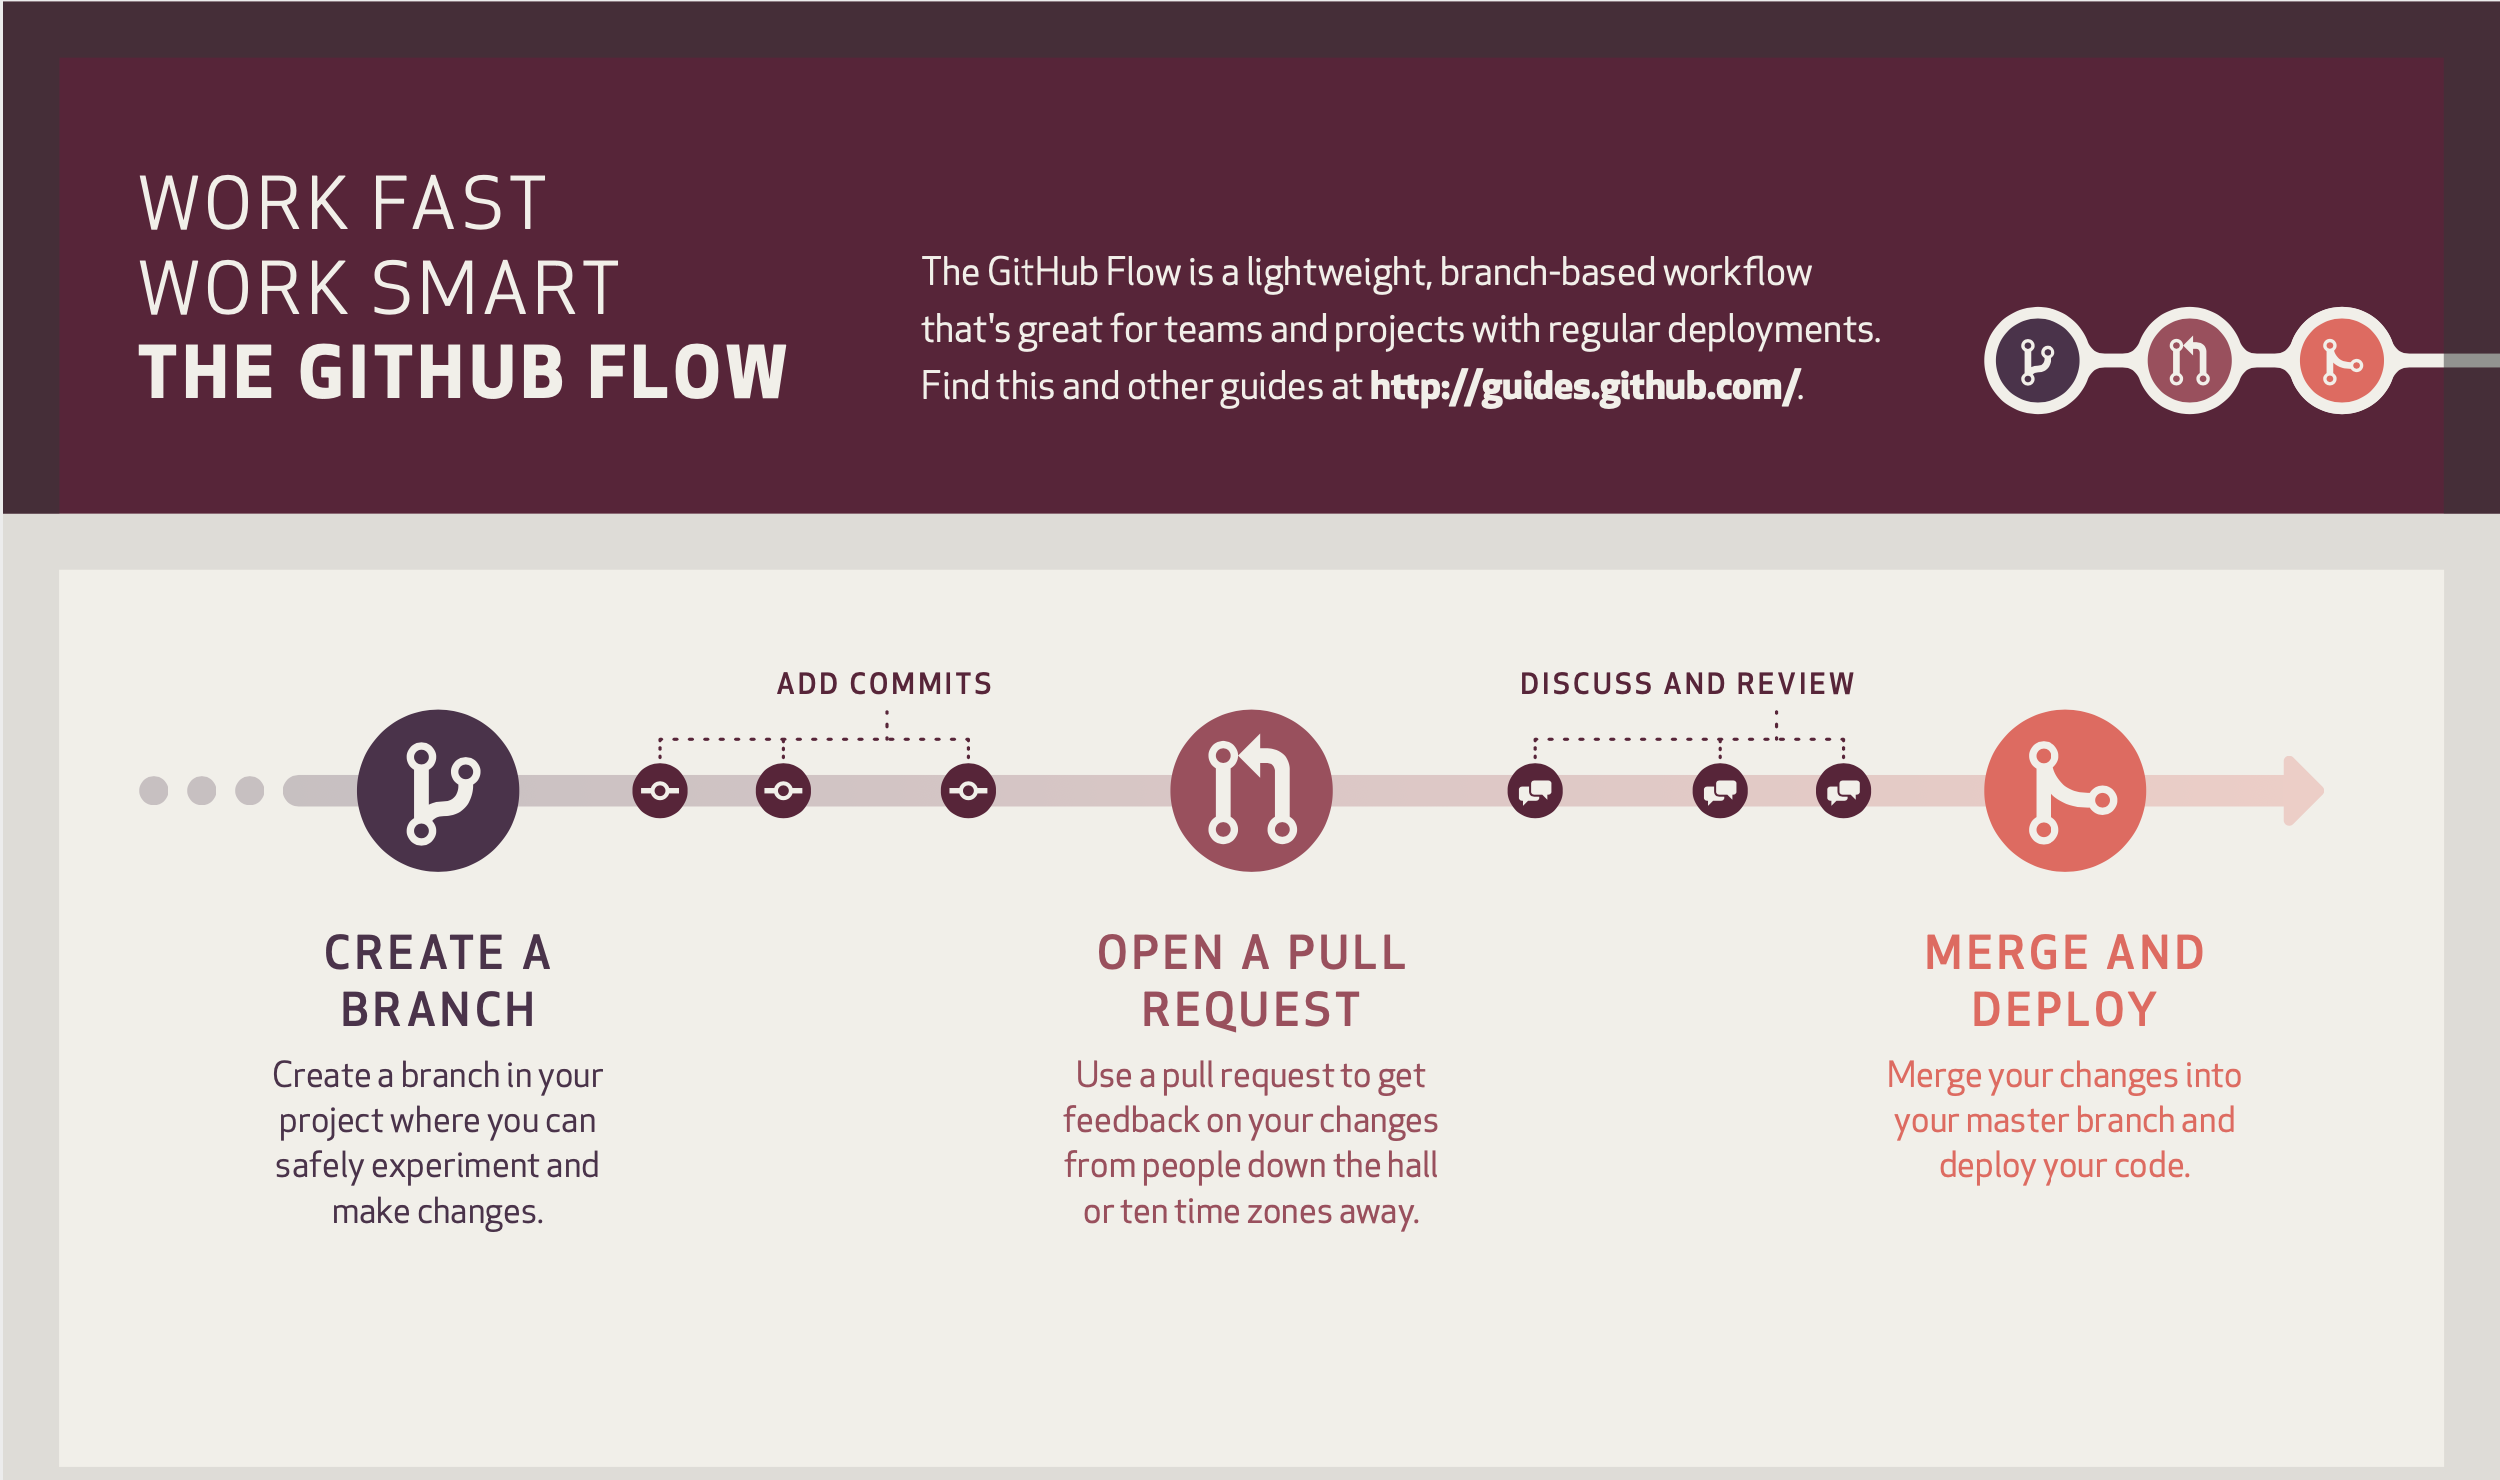 WORK FAST
WORK SMART
THE GITHUB FLOW
The GitHub Flow is a lightweight, branch-based workflow
that's great for teams and projects with regular deployments.
Find this and other guides at http://guides.github.com/.
ADD COMMITS
DISCUSS AND REVIEW
CREATE A
BRANCH
Create a branch in your
project where you can
safely experiment and
make changes.
OPEN A PULL
REQUEST
Use a pull request to get
feedback on your changes
from people down the hall
or ten time zones away.
MERGE AND
DEPLOY
Merge your changes into
your master branch and
deploy your code.